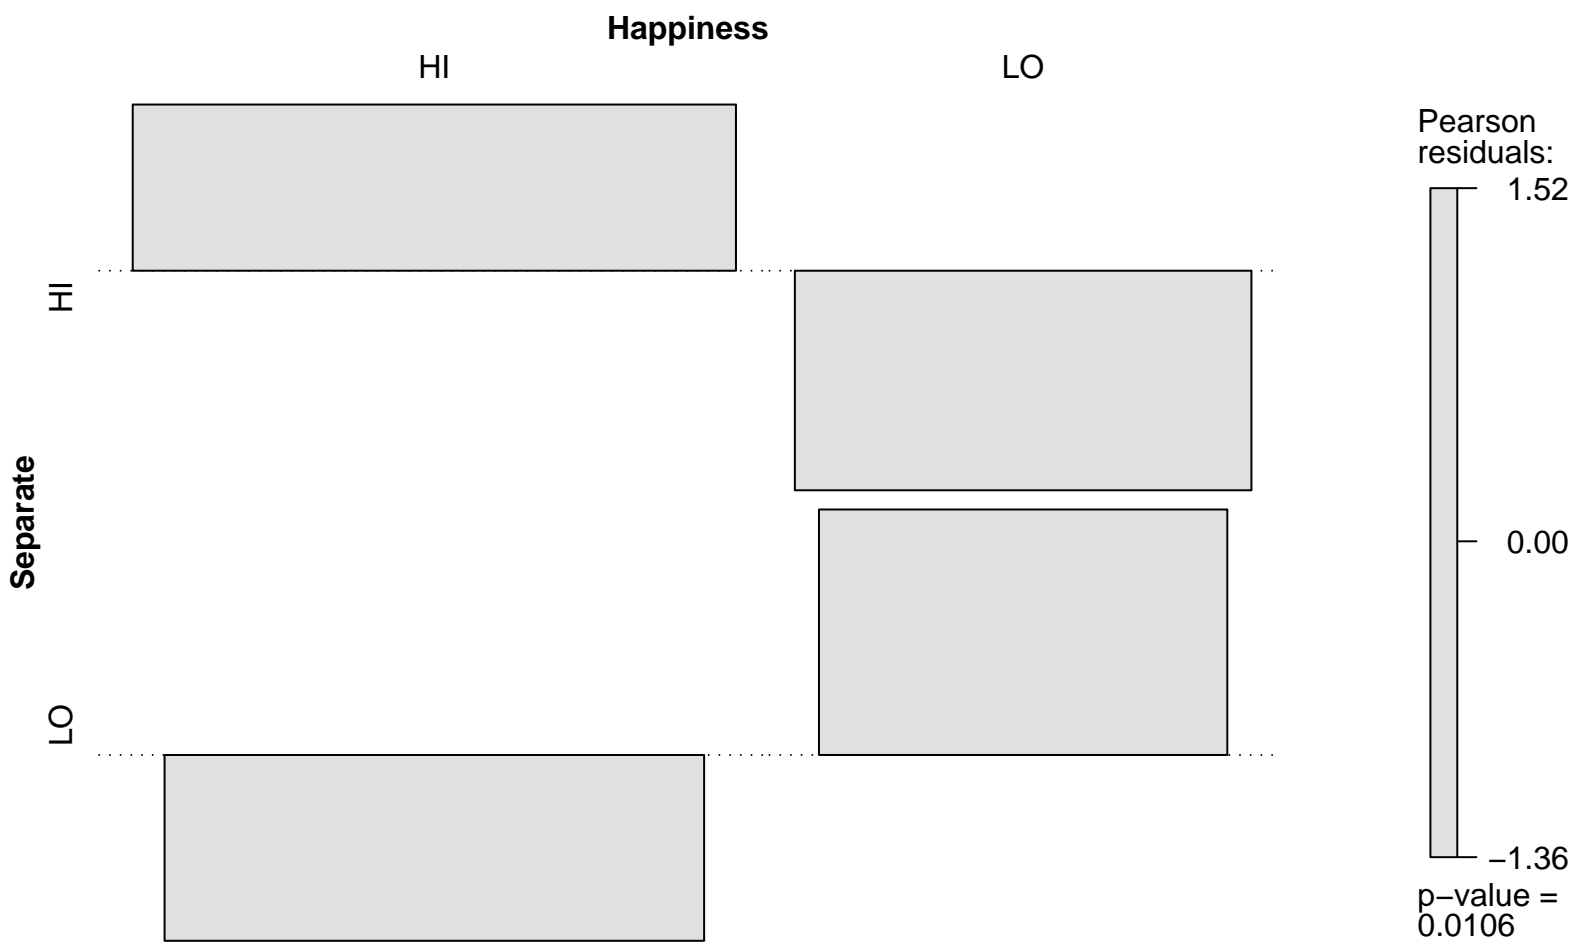 Happiness
HI LO
Pearson
residuals:
1.52
HI
Separate
0.00
LO
−1.36
p−value =
0.0106